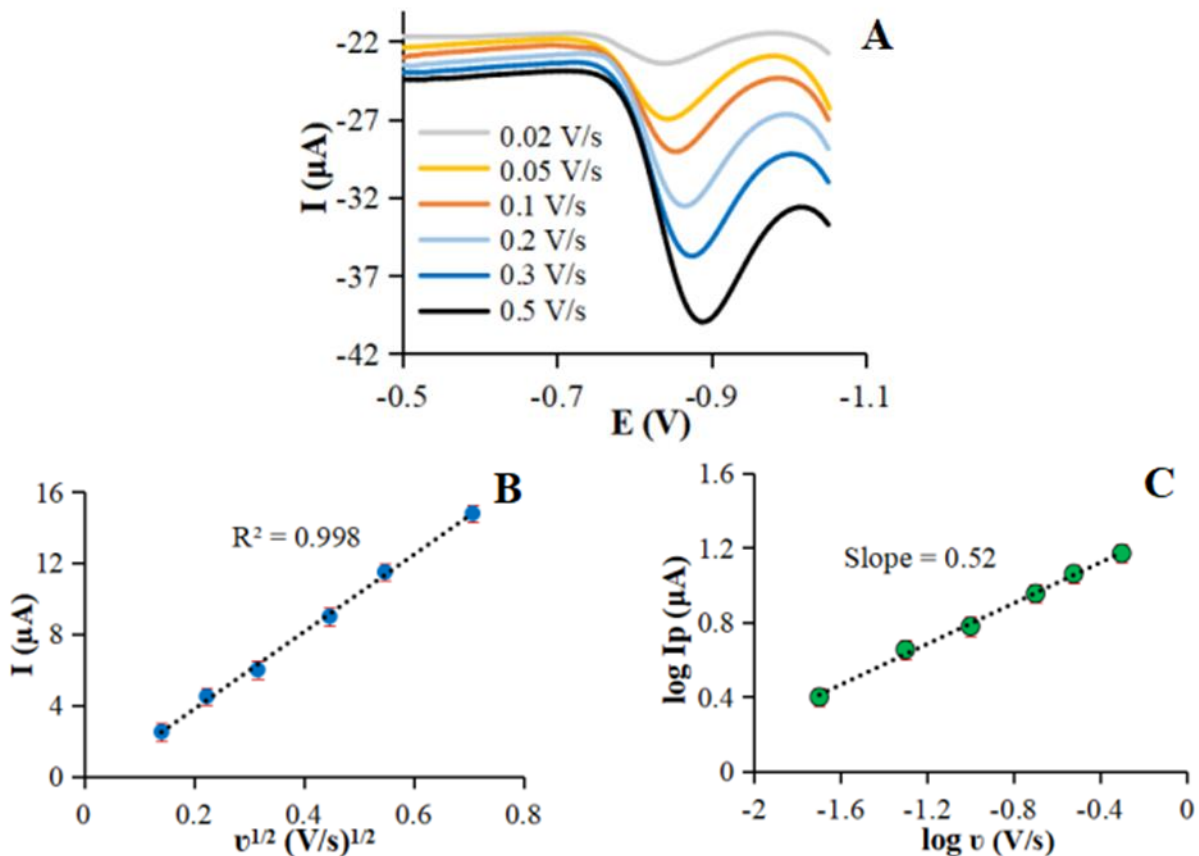 A
-22
-27
-32
-37
-42
I (µA)
0.02 V/s
0.05 V/s
0.1 V/s
0.2 V/s
0.3 V/s
0.5 V/s
-0.5 -0.7 -0.9 -1.1
E (V)
B
16
12
8
4
0
I (µA)
R² = 0.998
0 0.2 0.4 0.6 0.8
υ¹/² (V/s)¹/²
C
1.6
1.2
0.8
0.4
0
log Ip (µA)
Slope = 0.52
-2 -1.6 -1.2 -0.8 -0.4 0
log υ (V/s)